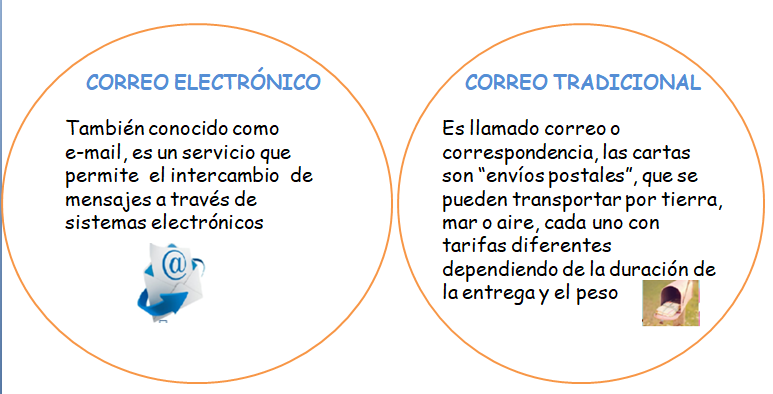 CORREO ELECTRÓNICO
También conocido como
e-mail, es un servicio que
permite el intercambio de
mensajes a través de
sistemas electrónicos
@
CORREO TRADICIONAL
Es llamado correo o
correspondencia, las cartas
son “envíos postales”, que se
pueden transportar por tierra,
mar o aire, cada uno con
tarifas diferentes
dependiendo de la duración de
la entrega y el peso